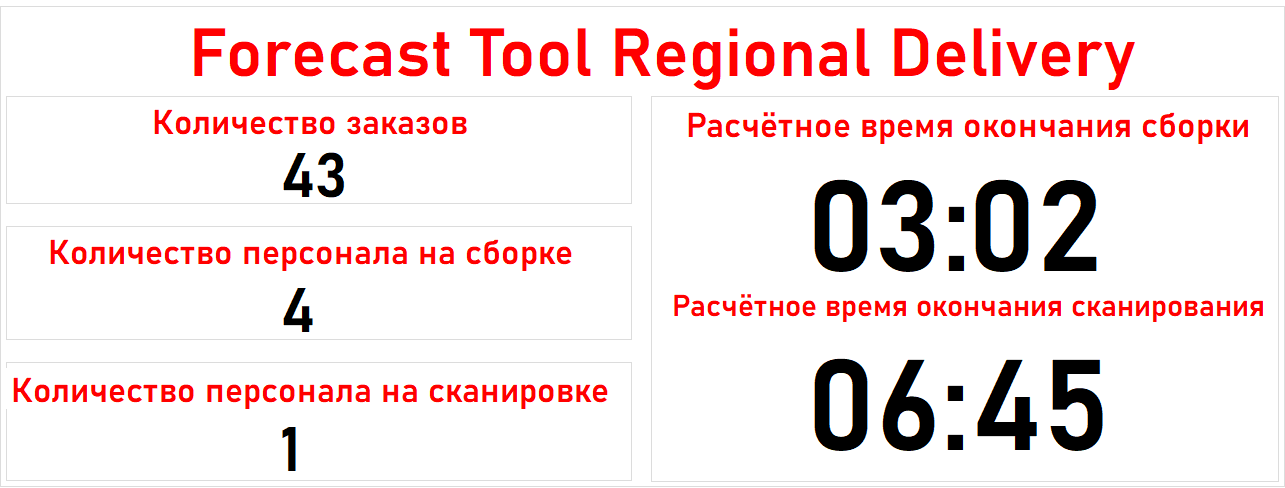 Forecast Tool Regional Delivery
Количество заказов
43
Количество персонала на сборке
4
Количество персонала на сканировке
1
Расчётное время окончания сборки
03:02
Расчётное время окончания сканирования
06:45